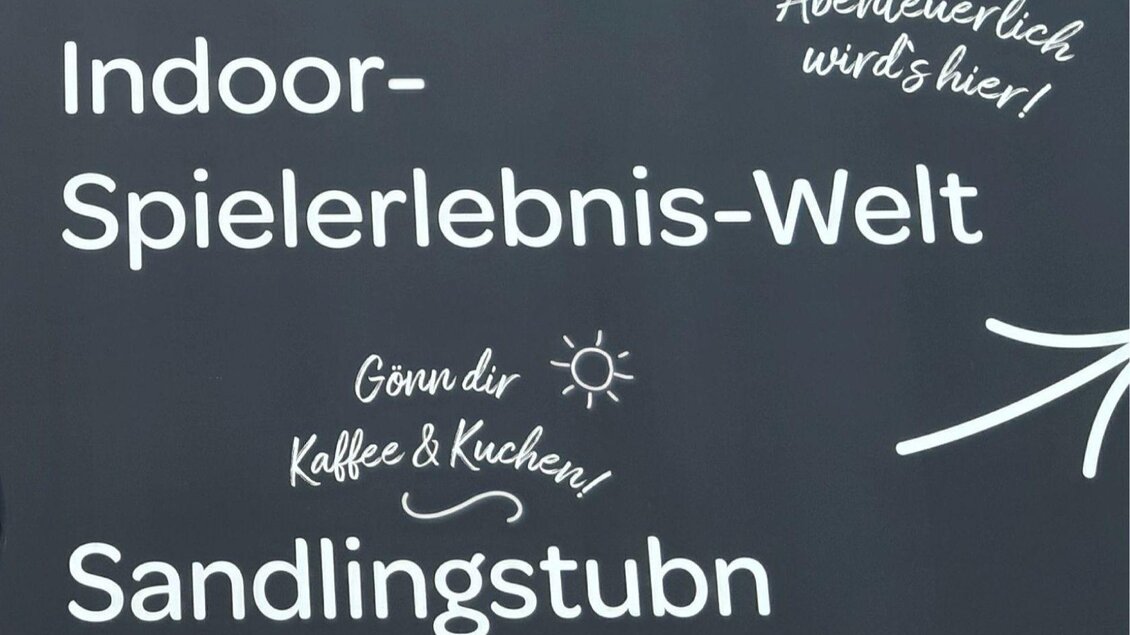 Abenteuerlich
wird`s hier!
Indoor-
Spielerlebnis-Welt
Gönn dir
Kaffee & Kuchen!
Sandlingstubn